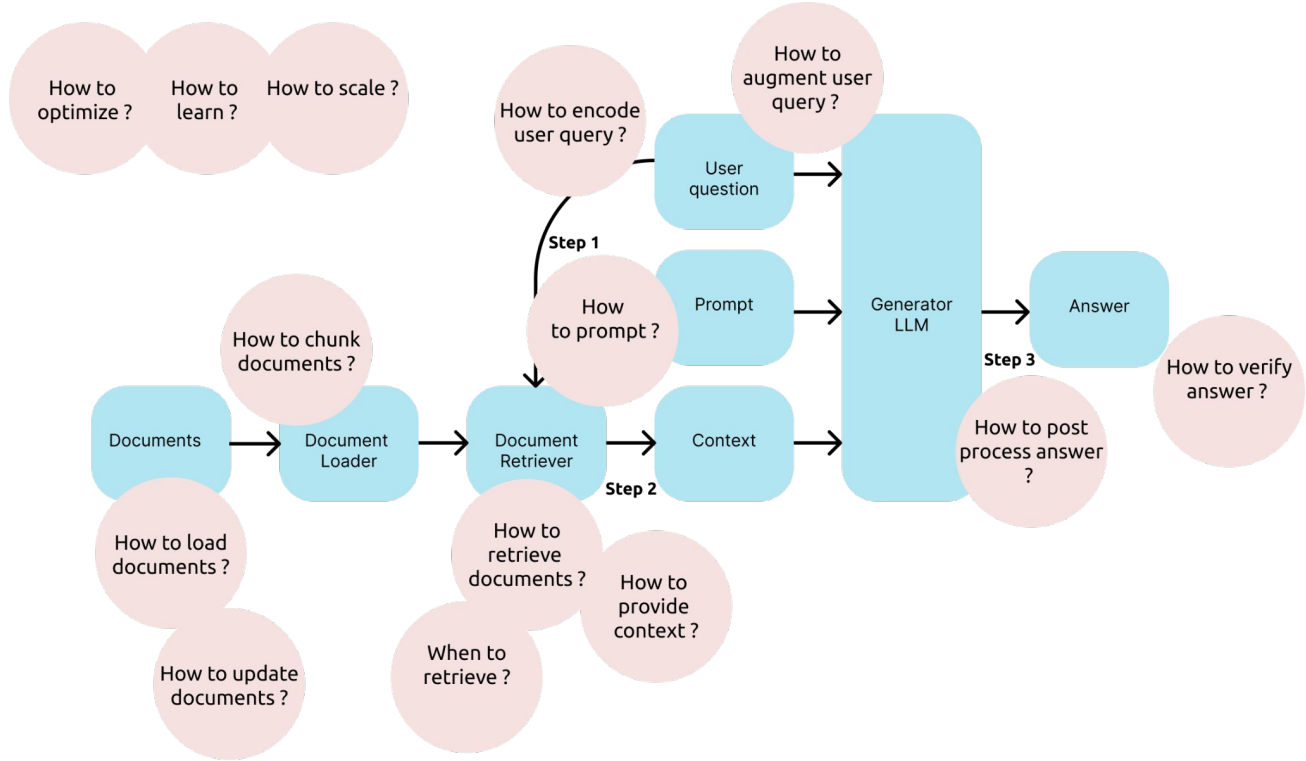 How to
optimize ?
How to
learn ?
How to scale ?
How to encode
user query ?
How to
augment user
query ?
User
question
Step 1
How
to prompt ?
Prompt
Generator
LLM
Answer
Step 3
How to verify
answer ?
How to chunk
documents ?
Documents
Document
Loader
Document
Retriever
Context
Step 2
How to post
process answer
?
How to load
documents ?
How to
retrieve
documents ?
How to
provide
context ?
How to update
documents ?
When to
retrieve ?